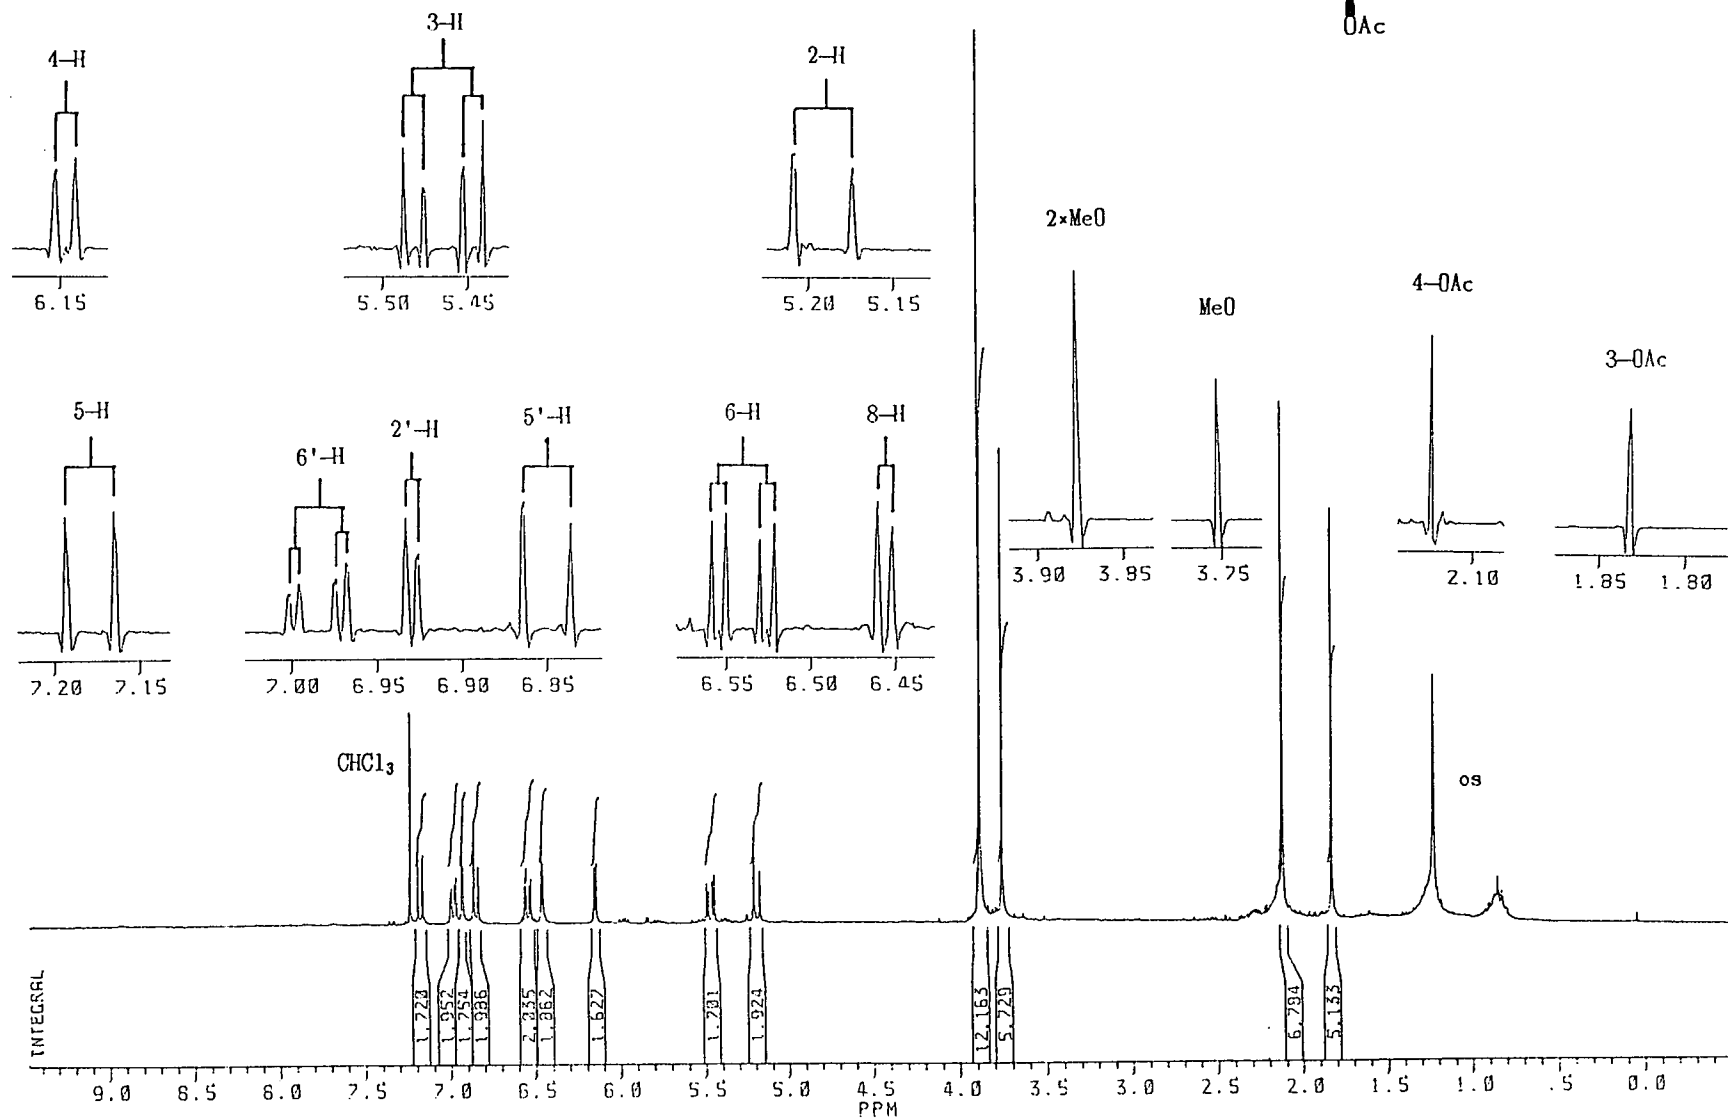 OAc
4-H
3-H
2-H
6.15
5.50 5.45
5.20 5.15
2×MeO
MeO
4-OAc
3-OAc
3.90 3.85
3.75
2.10
1.85 1.80
5-H
6'-H
2'-H
5'-H
6-H
8-H
7.20 7.15
7.00 6.95 6.90 6.85
6.55 6.50 6.45
CHCl₃
os
INTEGRAL
1.720
1.952
1.754
1.986
2.035
1.862
1.627
1.701
1.924
12.163
5.729
6.784
5.133
9.0 8.5 8.0 7.5 7.0 6.5 6.0 5.5 5.0 4.5 4.0 3.5 3.0 2.5 2.0 1.5 1.0 .5 0.0
PPM